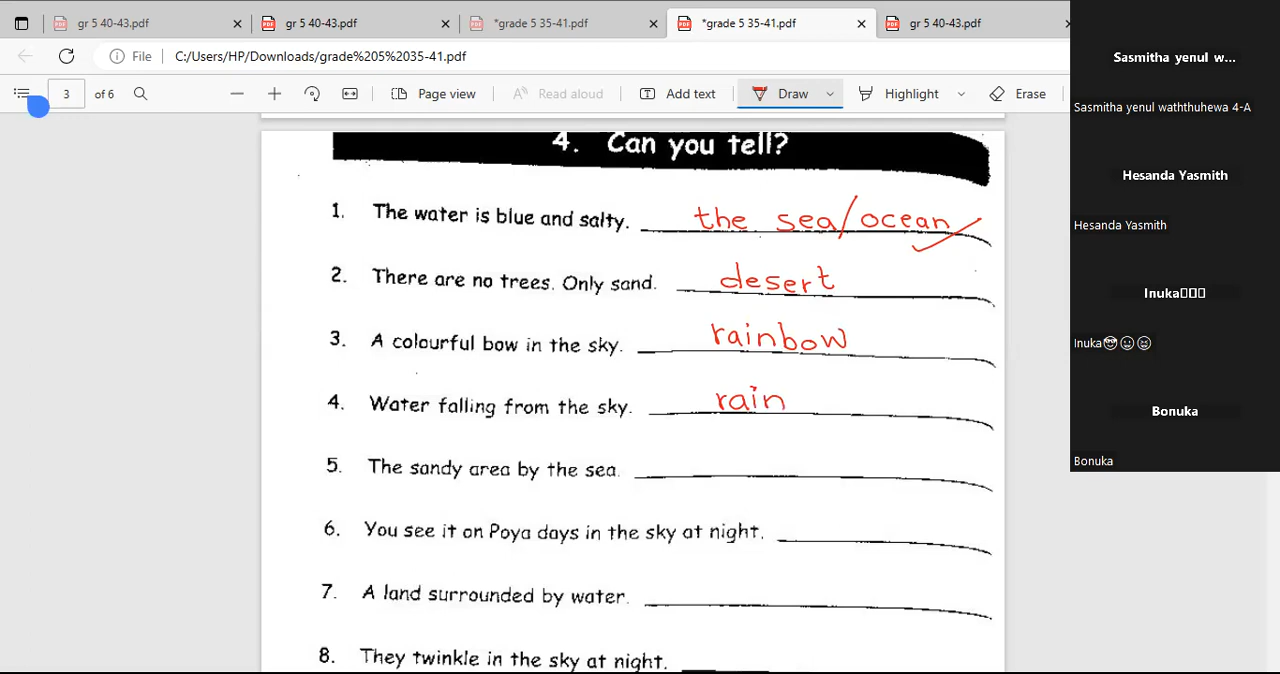 gr 5 40-43.pdf
gr 5 40-43.pdf
*grade 5 35-41.pdf
*grade 5 35-41.pdf
gr 5 40-43.pdf
File C:/Users/HP/Downloads/grade%205%2035-41.pdf
3 of 6 Page view Read aloud Add text Draw Highlight Erase
4. Can you tell?
1. The water is blue and salty. the sea/ocean
2. There are no trees. Only sand. desert
3. A colourful bow in the sky. rainbow
4. Water falling from the sky. rain
5. The sandy area by the sea.
6. You see it on Poya days in the sky at night.
7. A land surrounded by water.
8. They twinkle in the sky at night.
Sasmitha yenul w...
Sasmitha yenul waththuhewa 4-A
Hesanda Yasmith
Hesanda Yasmith
Inuka
Inuka
Bonuka
Bonuka